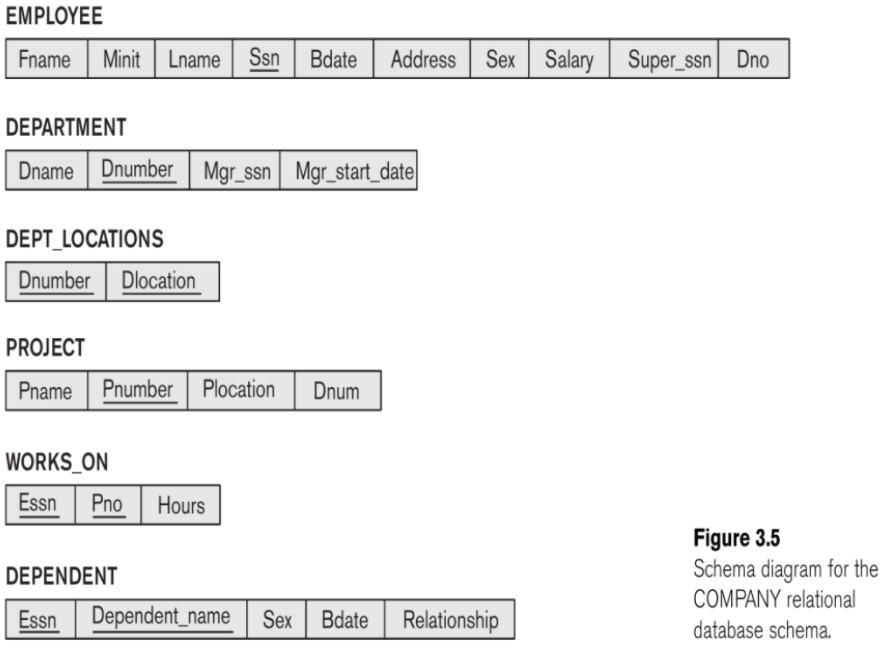 EMPLOYEE
Fname Minit Lname Ssn Bdate Address Sex Salary Super_ssn Dno
DEPARTMENT
Dname Dnumber Mgr_ssn Mgr_start_date
DEPT_LOCATIONS
Dnumber Dlocation
PROJECT
Pname Pnumber Plocation Dnum
WORKS_ON
Essn Pno Hours
DEPENDENT
Essn Dependent_name Sex Bdate Relationship
Figure 3.5
Schema diagram for the
COMPANY relational
database schema.